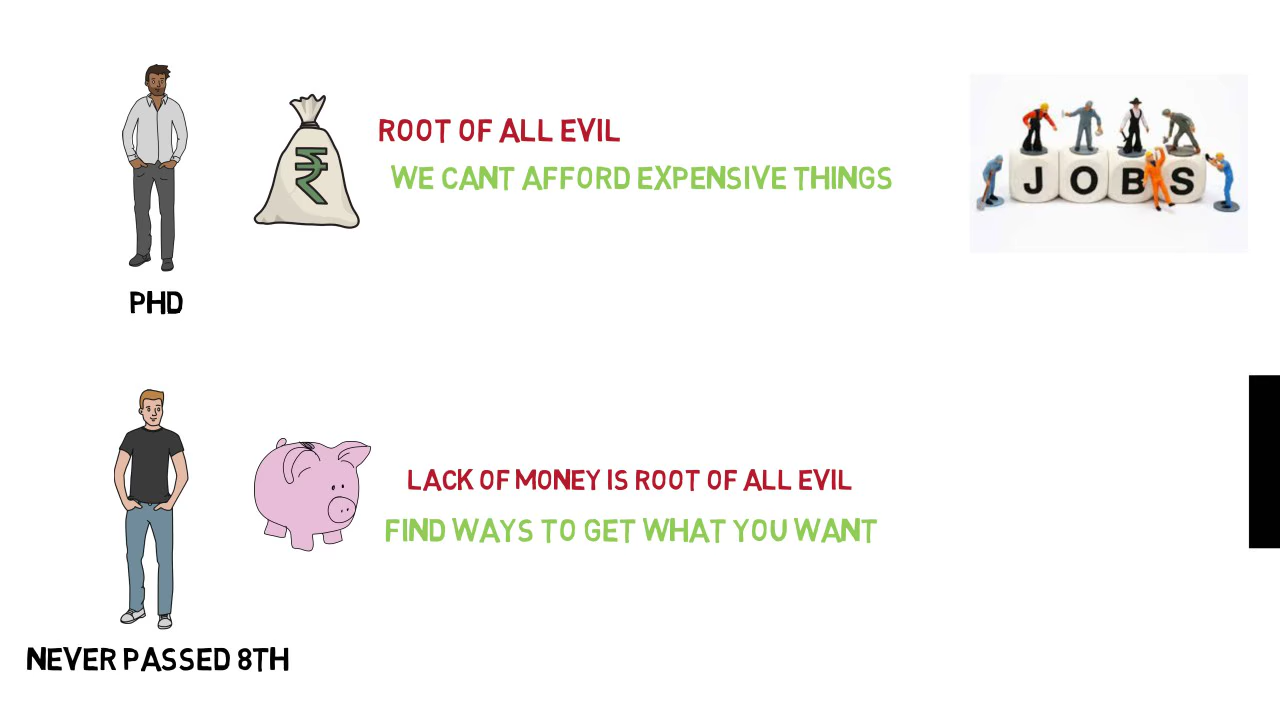 ROOT OF ALL EVIL
WE CANT AFFORD EXPENSIVE THINGS
JOBS
PHD
LACK OF MONEY IS ROOT OF ALL EVIL
FIND WAYS TO GET WHAT YOU WANT
NEVER PASSED 8TH